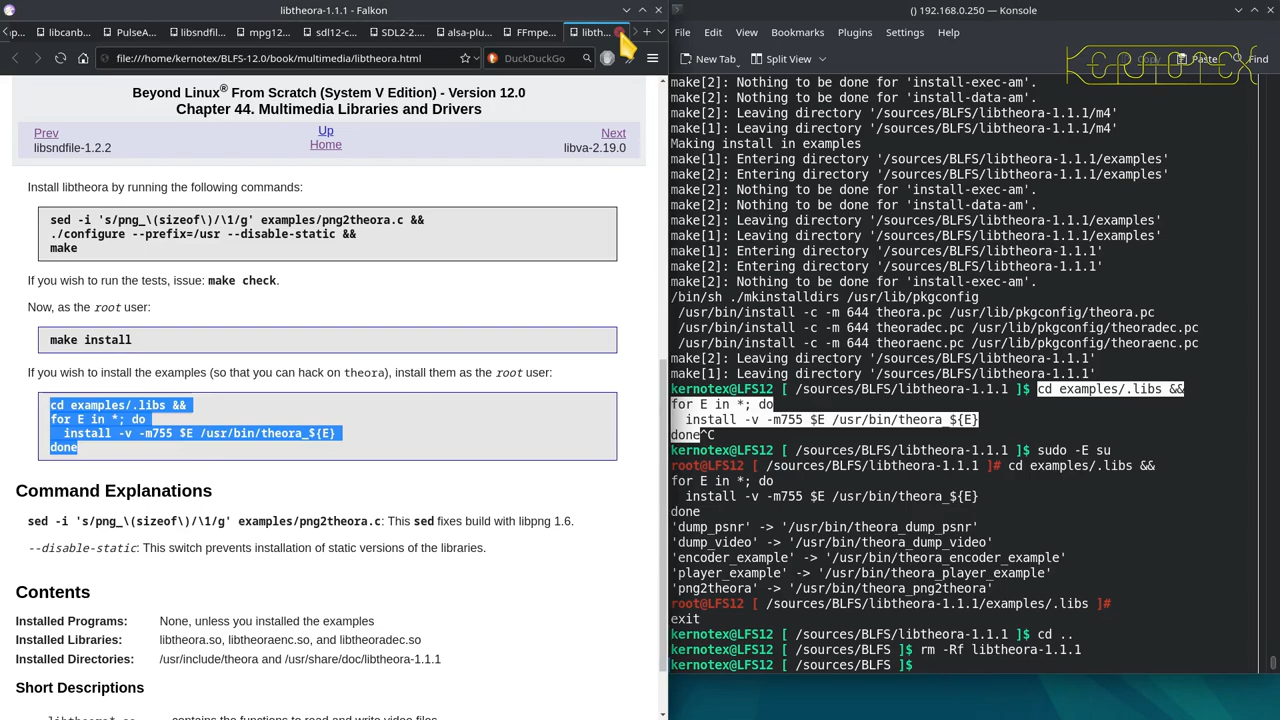 libtheora-1.1.1 - Falkon
ap...
libcanb...
PulseA...
libsndfil...
mpg12...
sdl12-c...
SDL2-2....
alsa-plu...
FFmpe...
libth...
file:///home/kernotex/BLFS-12.0/book/multimedia/libtheora.html
DuckDuckGo
Beyond Linux® From Scratch (System V Edition) - Version 12.0
Chapter 44. Multimedia Libraries and Drivers
Prev
Up
Next
libsndfile-1.2.2
Home
libva-2.19.0
Install libtheora by running the following commands:
sed -i 's/png_\(sizeof\)/\1/g' examples/png2theora.c &&
./configure --prefix=/usr --disable-static &&
make
If you wish to run the tests, issue: make check.
Now, as the root user:
make install
If you wish to install the examples (so that you can hack on theora), install them as the root user:
cd examples/.libs &&
for E in *; do
  install -v -m755 $E /usr/bin/theora_${E}
done
Command Explanations
sed -i 's/png_\(sizeof\)/\1/g' examples/png2theora.c: This sed fixes build with libpng 1.6.
--disable-static: This switch prevents installation of static versions of the libraries.
Contents
Installed Programs: None, unless you installed the examples
Installed Libraries: libtheora.so, libtheoraenc.so, and libtheoradec.so
Installed Directories: /usr/include/theora and /usr/share/doc/libtheora-1.1.1
Short Descriptions
contains the functions to read and write video files
() 192.168.0.250 — Konsole
File Edit View Bookmarks Plugins Settings Help
New Tab Split View Copy Paste Find
KERNOTEX
make[2]: Nothing to be done for 'install-exec-am'.
make[2]: Nothing to be done for 'install-data-am'.
make[2]: Leaving directory '/sources/BLFS/libtheora-1.1.1/m4'
make[1]: Leaving directory '/sources/BLFS/libtheora-1.1.1/m4'
Making install in examples
make[1]: Entering directory '/sources/BLFS/libtheora-1.1.1/examples'
make[2]: Entering directory '/sources/BLFS/libtheora-1.1.1/examples'
make[2]: Nothing to be done for 'install-exec-am'.
make[2]: Nothing to be done for 'install-data-am'.
make[2]: Leaving directory '/sources/BLFS/libtheora-1.1.1/examples'
make[1]: Leaving directory '/sources/BLFS/libtheora-1.1.1/examples'
make[1]: Entering directory '/sources/BLFS/libtheora-1.1.1'
make[2]: Entering directory '/sources/BLFS/libtheora-1.1.1'
make[2]: Nothing to be done for 'install-exec-am'.
/bin/sh ./mkinstalldirs /usr/lib/pkgconfig
 /usr/bin/install -c -m 644 theora.pc /usr/lib/pkgconfig/theora.pc
 /usr/bin/install -c -m 644 theoradec.pc /usr/lib/pkgconfig/theoradec.pc
 /usr/bin/install -c -m 644 theoraenc.pc /usr/lib/pkgconfig/theoraenc.pc
make[2]: Leaving directory '/sources/BLFS/libtheora-1.1.1'
make[1]: Leaving directory '/sources/BLFS/libtheora-1.1.1'
kernotex@LFS12 [ /sources/BLFS/libtheora-1.1.1 ]$ cd examples/.libs &&
for E in *; do
  install -v -m755 $E /usr/bin/theora_${E}
done^C
kernotex@LFS12 [ /sources/BLFS/libtheora-1.1.1 ]$ sudo -E su
root@LFS12 [ /sources/BLFS/libtheora-1.1.1 ]# cd examples/.libs &&
for E in *; do
  install -v -m755 $E /usr/bin/theora_${E}
done
'dump_psnr' -> '/usr/bin/theora_dump_psnr'
'dump_video' -> '/usr/bin/theora_dump_video'
'encoder_example' -> '/usr/bin/theora_encoder_example'
'player_example' -> '/usr/bin/theora_player_example'
'png2theora' -> '/usr/bin/theora_png2theora'
root@LFS12 [ /sources/BLFS/libtheora-1.1.1/examples/.libs ]#
exit
kernotex@LFS12 [ /sources/BLFS/libtheora-1.1.1 ]$ cd ..
kernotex@LFS12 [ /sources/BLFS ]$ rm -Rf libtheora-1.1.1
kernotex@LFS12 [ /sources/BLFS ]$